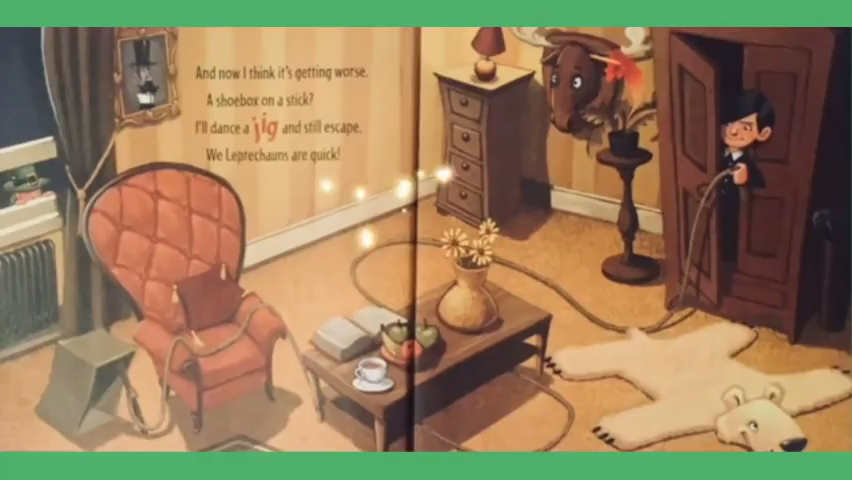 And now I think it's getting worse.
A shoebox on a stick?
I'll dance a jig and still escape.
We Leprechauns are quick!